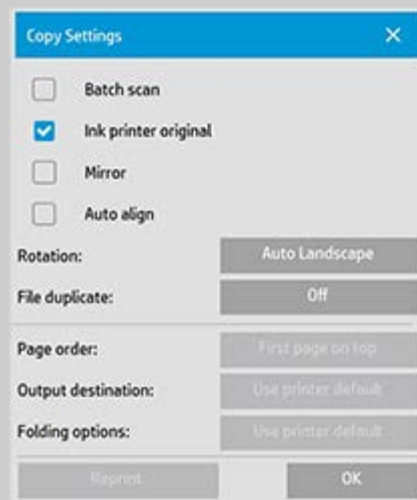 Copy Settings
Batch scan
Ink printer original
Mirror
Auto align
Rotation: Auto Landscape
File duplicate: Off
Page order: First page on top
Output destination: Use printer default
Folding options: Use printer default
Reprint OK